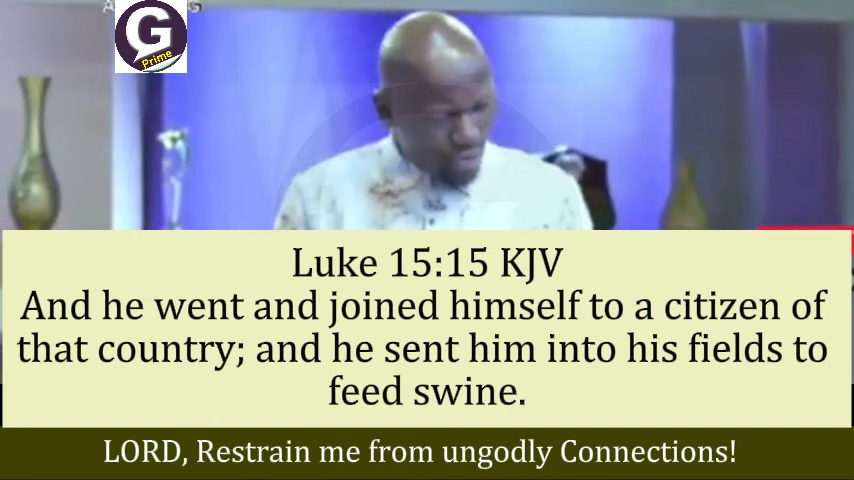 G
Prime
Luke 15:15 KJV
And he went and joined himself to a citizen of
that country; and he sent him into his fields to
feed swine.
LORD, Restrain me from ungodly Connections!